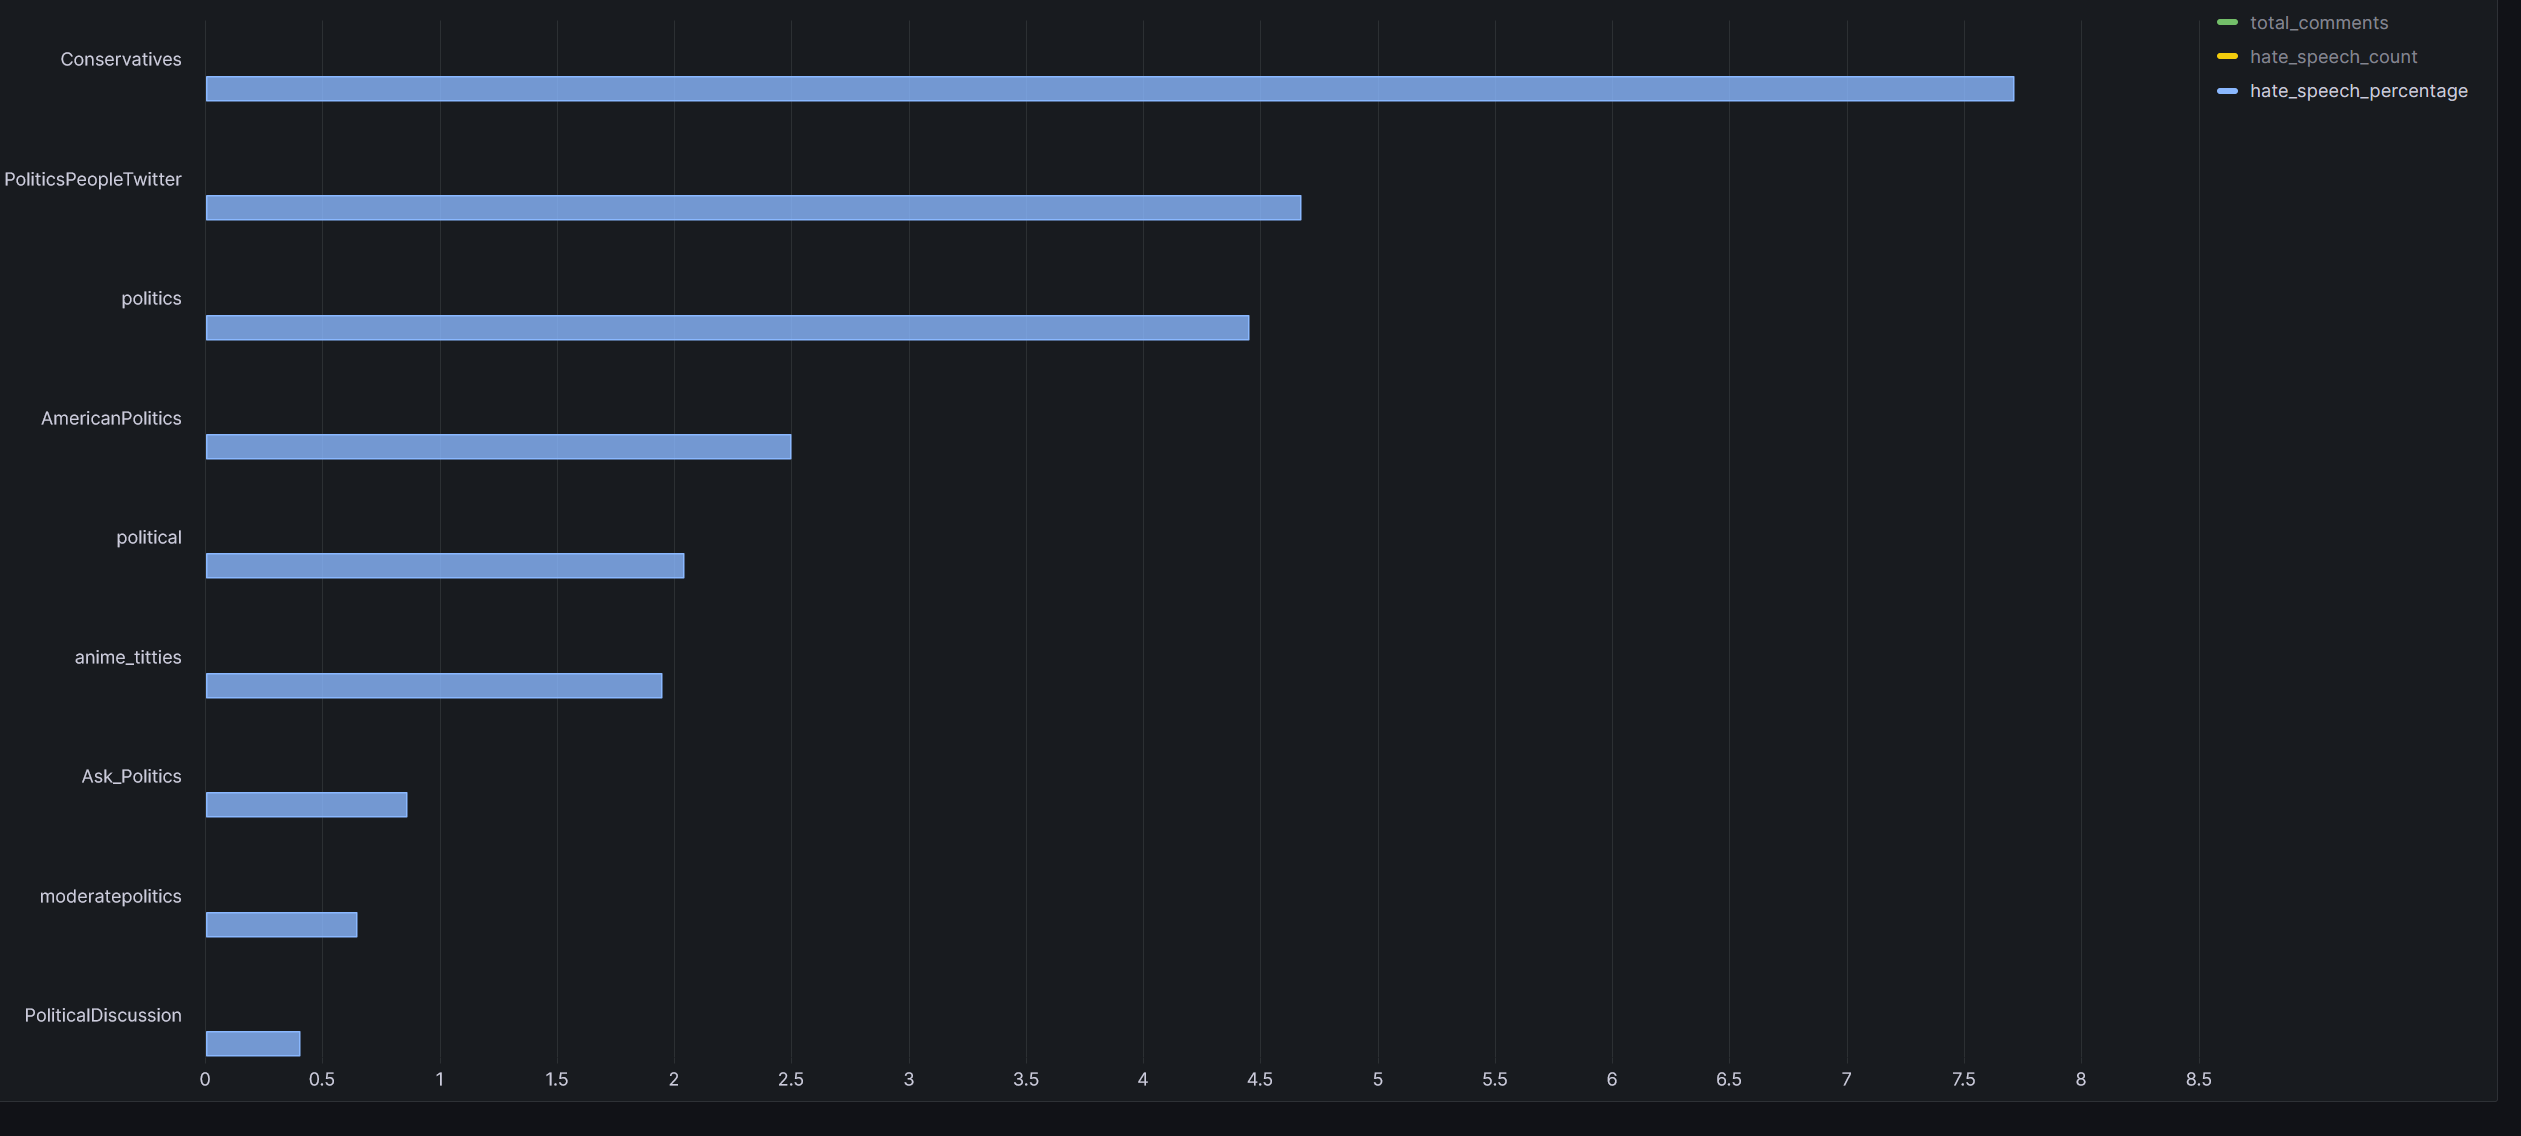 total_comments
hate_speech_count
hate_speech_percentage
Conservatives
PoliticsPeopleTwitter
politics
AmericanPolitics
political
anime_titties
Ask_Politics
moderatepolitics
PoliticalDiscussion
0 0.5 1 1.5 2 2.5 3 3.5 4 4.5 5 5.5 6 6.5 7 7.5 8 8.5